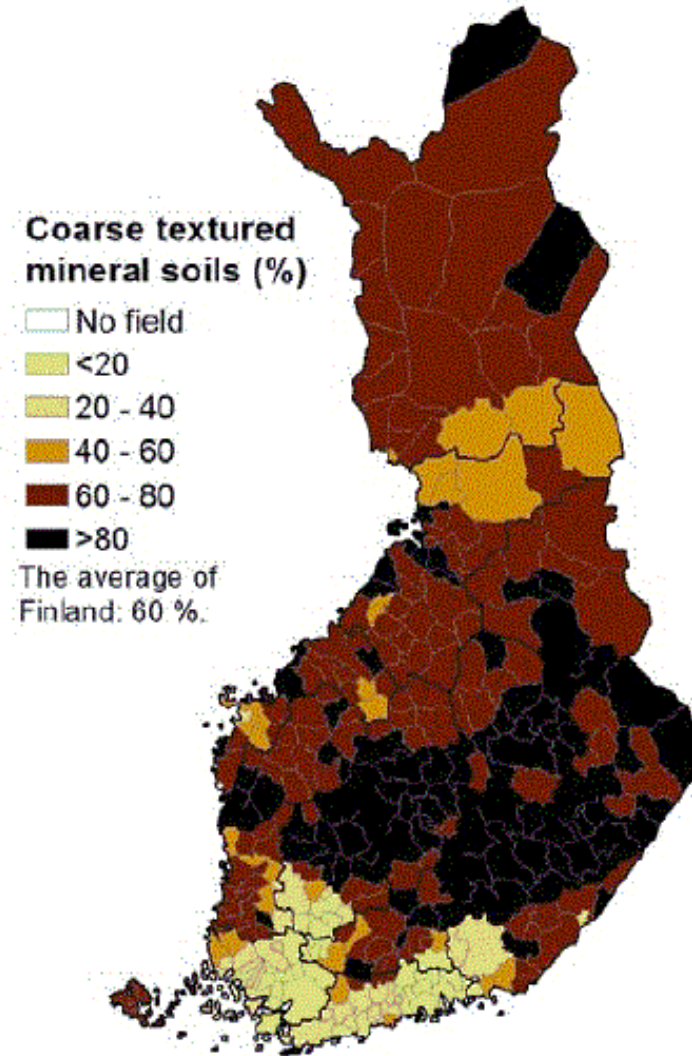 Coarse textured
mineral soils (%)
No field
<20
20 - 40
40 - 60
60 - 80
>80
The average of
Finland: 60 %.